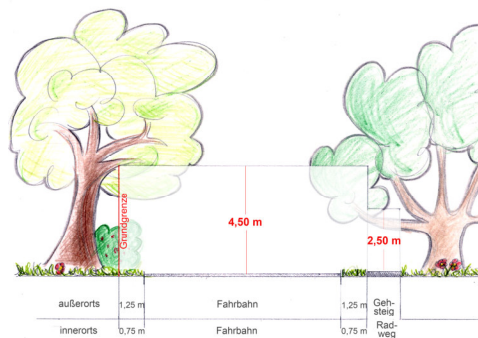 Grundgrenze
4,50 m
2,50 m
außerorts 1,25 m Fahrbahn 1,25 m Geh-
steig
innerorts 0,75 m Fahrbahn 0,75 m Rad-
weg